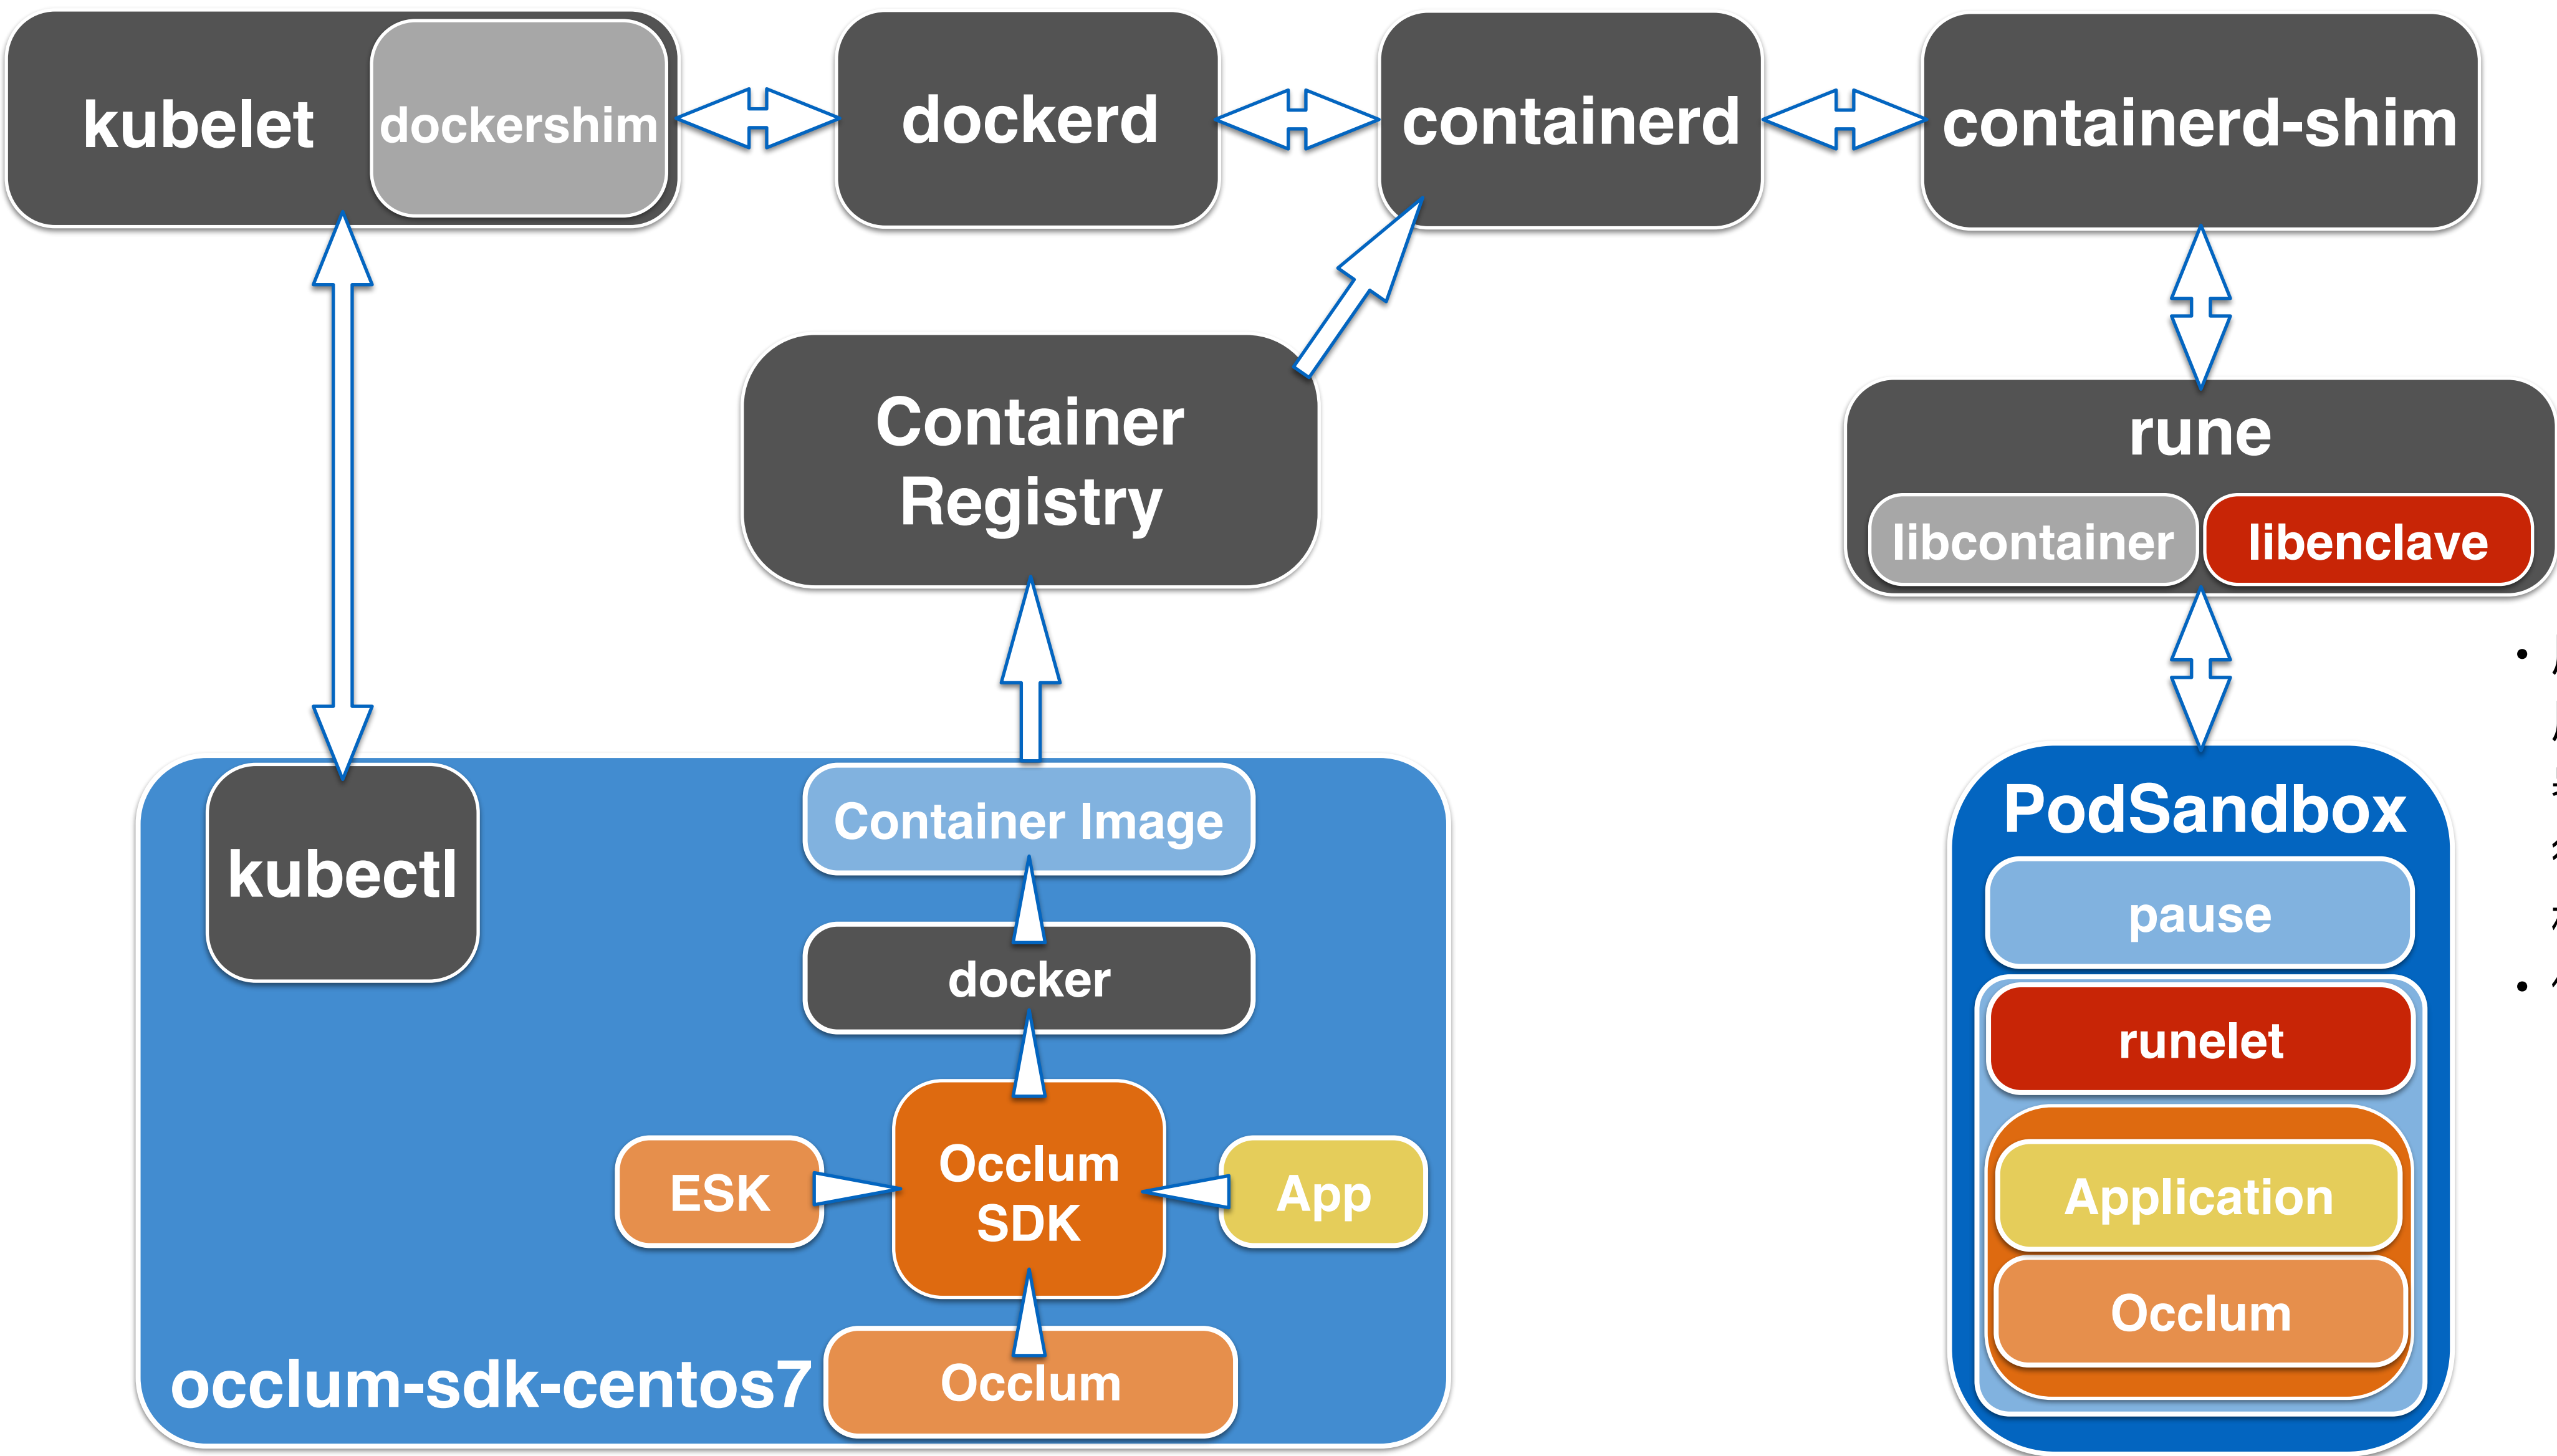 kubelet
dockershim
dockerd
containerd
containerd-shim
Container
Registry
rune
libcontainer
libenclave
kubectl
Container Image
docker
ESK
Occlum
SDK
App
occlum-sdk-centos7
Occlum
PodSandbox
pause
runelet
Application
Occlum